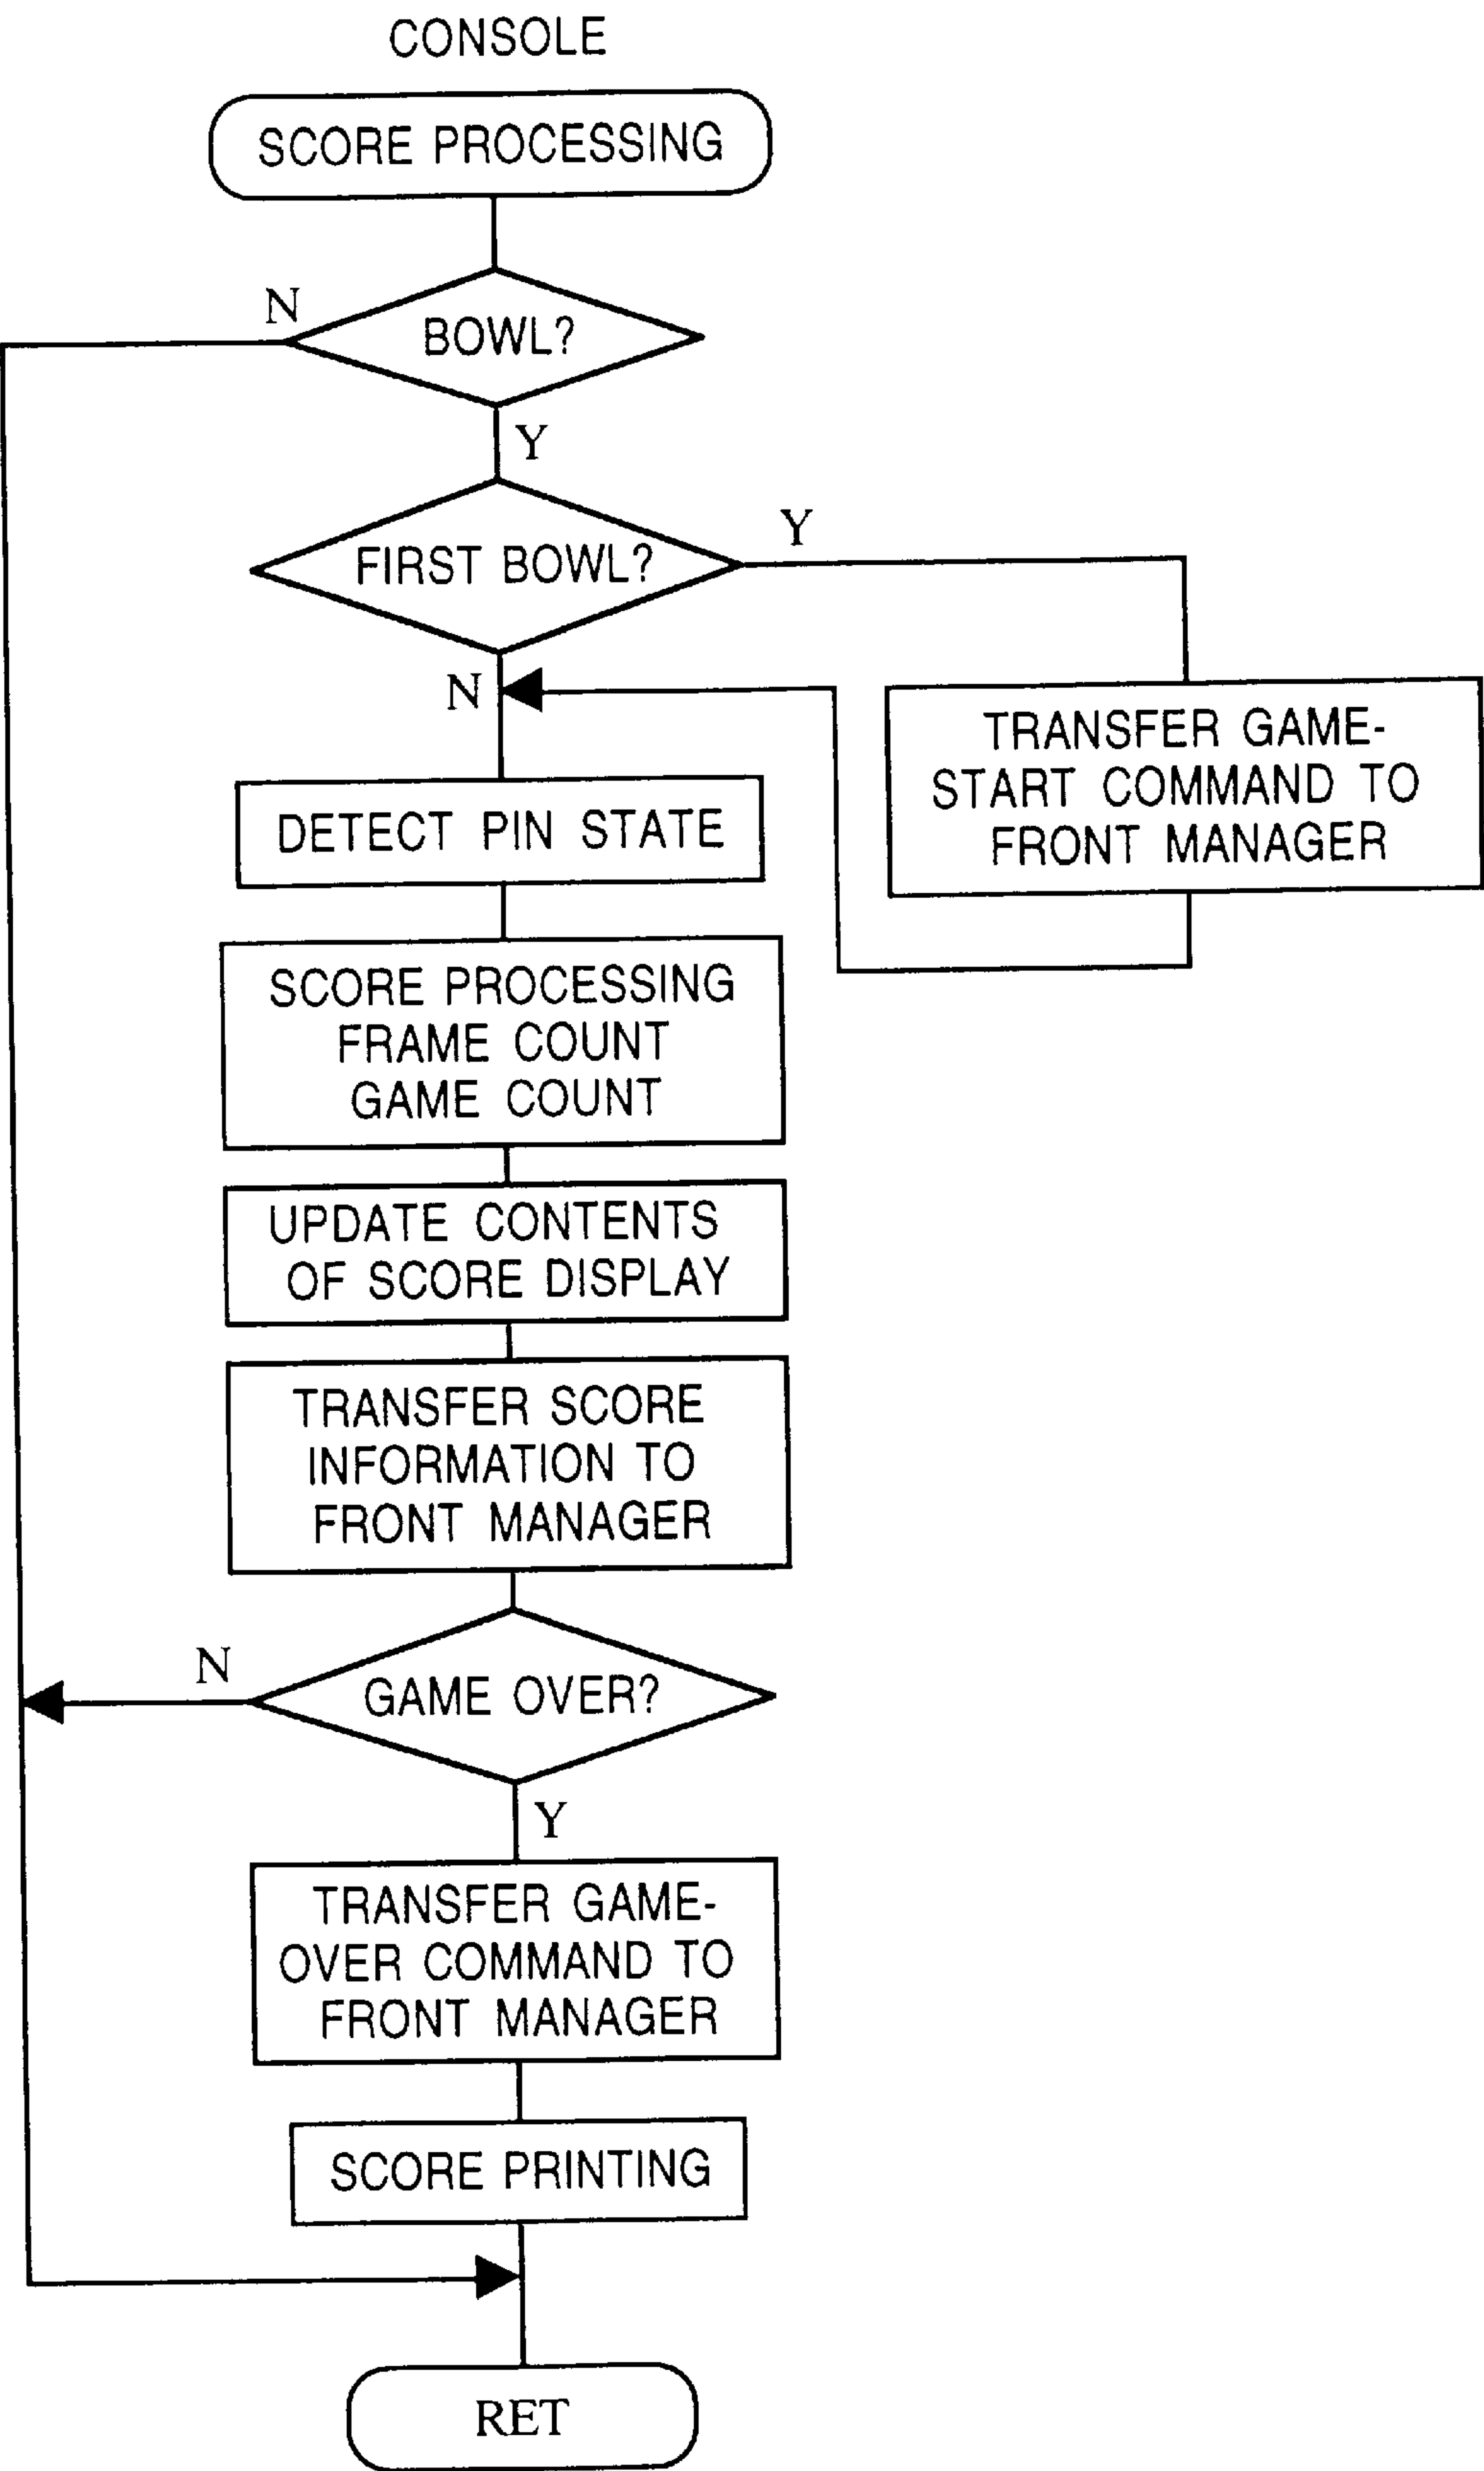 CONSOLE
SCORE PROCESSING
N
BOWL?
Y
FIRST BOWL?
Y
N
TRANSFER GAME-
START COMMAND TO
FRONT MANAGER
DETECT PIN STATE
SCORE PROCESSING
FRAME COUNT
GAME COUNT
UPDATE CONTENTS
OF SCORE DISPLAY
TRANSFER SCORE
INFORMATION TO
FRONT MANAGER
N
GAME OVER?
Y
TRANSFER GAME-
OVER COMMAND TO
FRONT MANAGER
SCORE PRINTING
RET